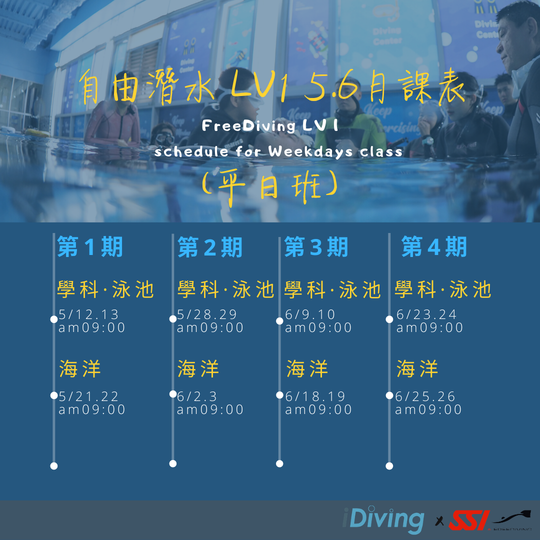 自由潛水 LV1 5.6月課表
FreeDiving LV1
schedule for Weekdays class
(平日班)
第1期
學科·泳池
5/12.13
am09:00
海洋
5/21.22
am09:00
第2期
學科·泳池
5/28.29
am09:00
海洋
6/2.3
am09:00
第3期
學科·泳池
6/9.10
am09:00
海洋
6/18.19
am09:00
第4期
學科·泳池
6/23.24
am09:00
海洋
6/25.26
am09:00
Diving x SSI